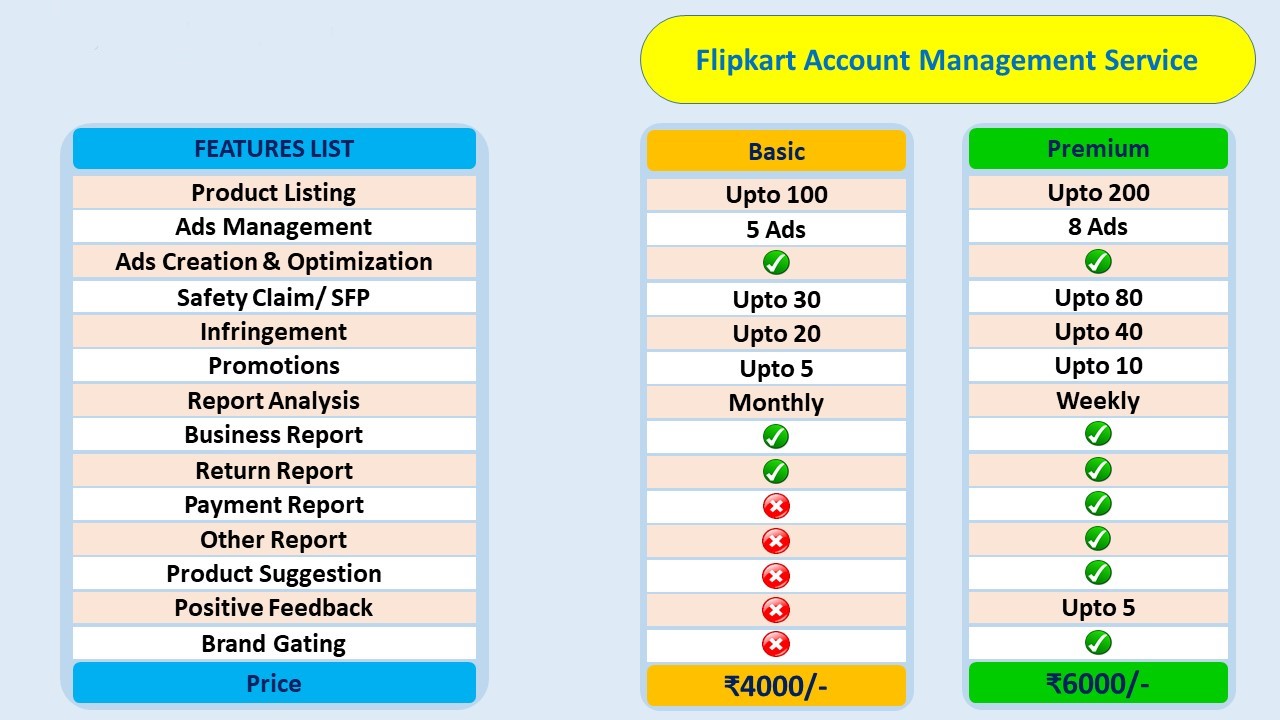 Flipkart Account Management Service
FEATURES LIST Basic Premium
Product Listing Upto 100 Upto 200
Ads Management 5 Ads 8 Ads
Ads Creation & Optimization
Safety Claim/ SFP Upto 30 Upto 80
Infringement Upto 20 Upto 40
Promotions Upto 5 Upto 10
Report Analysis Monthly Weekly
Business Report
Return Report
Payment Report
Other Report
Product Suggestion
Positive Feedback Upto 5
Brand Gating
Price ₹4000/- ₹6000/-